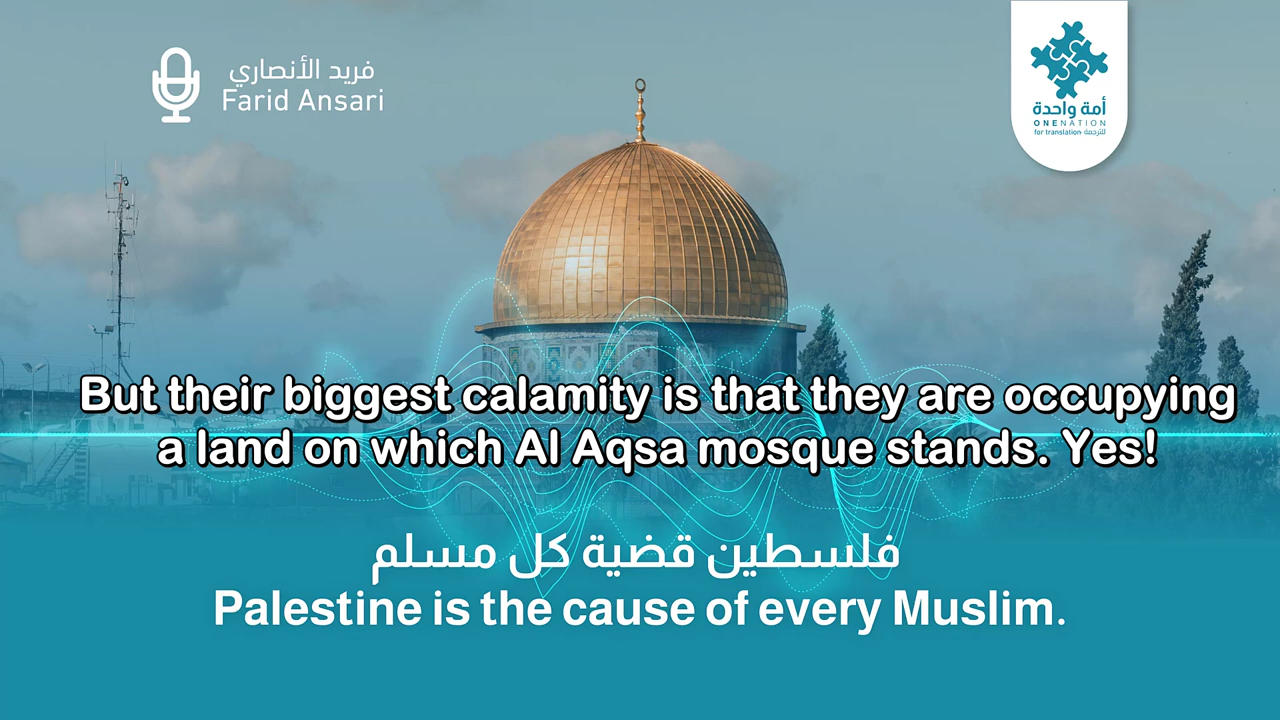 فريد الأنصاري
Farid Ansari
أمة واحدة
ONENATION
for translation للترجمة
But their biggest calamity is that they are occupying
a land on which Al Aqsa mosque stands. Yes!
فلسطين قضية كل مسلم
Palestine is the cause of every Muslim.